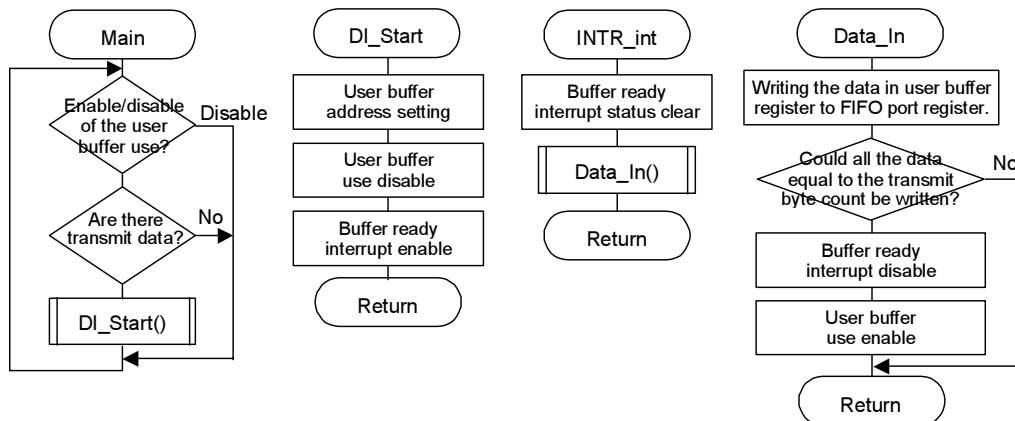 Main
Enable/disable
of the user
buffer use?
Disable
Are there
transmit data?
No
DI_Start()
DI_Start
User buffer
address setting
User buffer
use disable
Buffer ready
interrupt enable
Return
INTR_int
Buffer ready
interrupt status clear
Data_In()
Return
Data_In
Writing the data in user buffer
register to FIFO port register.
Could all the data
equal to the transmit
byte count be written?
No
Buffer ready
interrupt disable
User buffer
use enable
Return